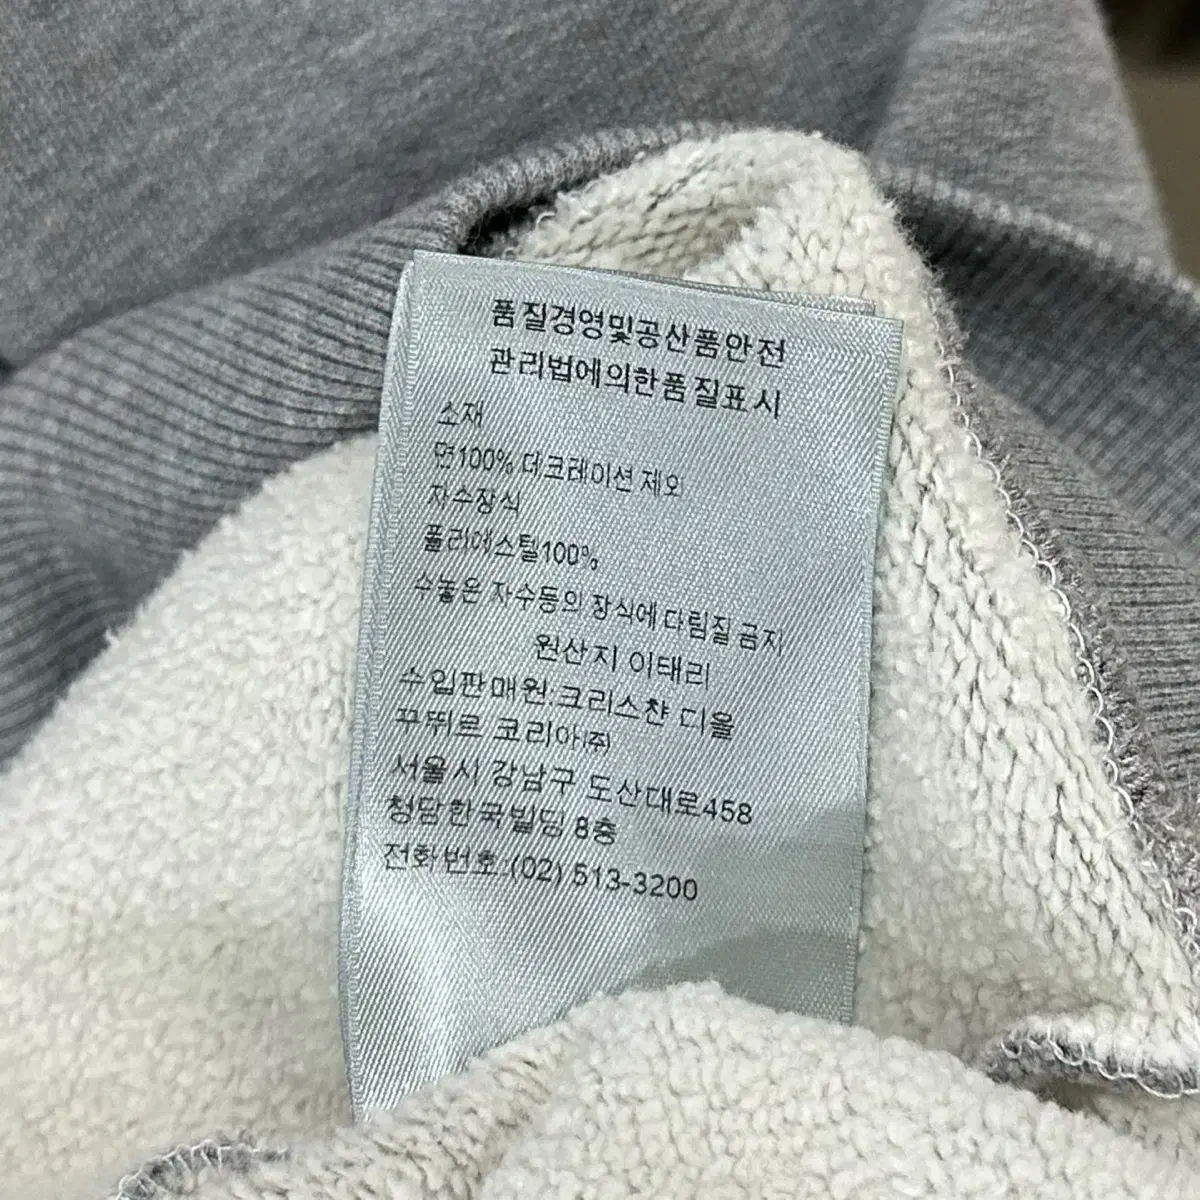 품질경영및공산품안전
관리법에의한품질표시
소재
면100% 데코레이션 제외
자수장식
폴리에스텔100%
수놓은 자수등의 장식에 다림질 금지
원산지 이태리
수입판매원:크리스챤 디올
꾸뛰르 코리아(주)
서울시 강남구 도산대로458
청담한국빌딩 8층
전화번호:(02) 513-3200